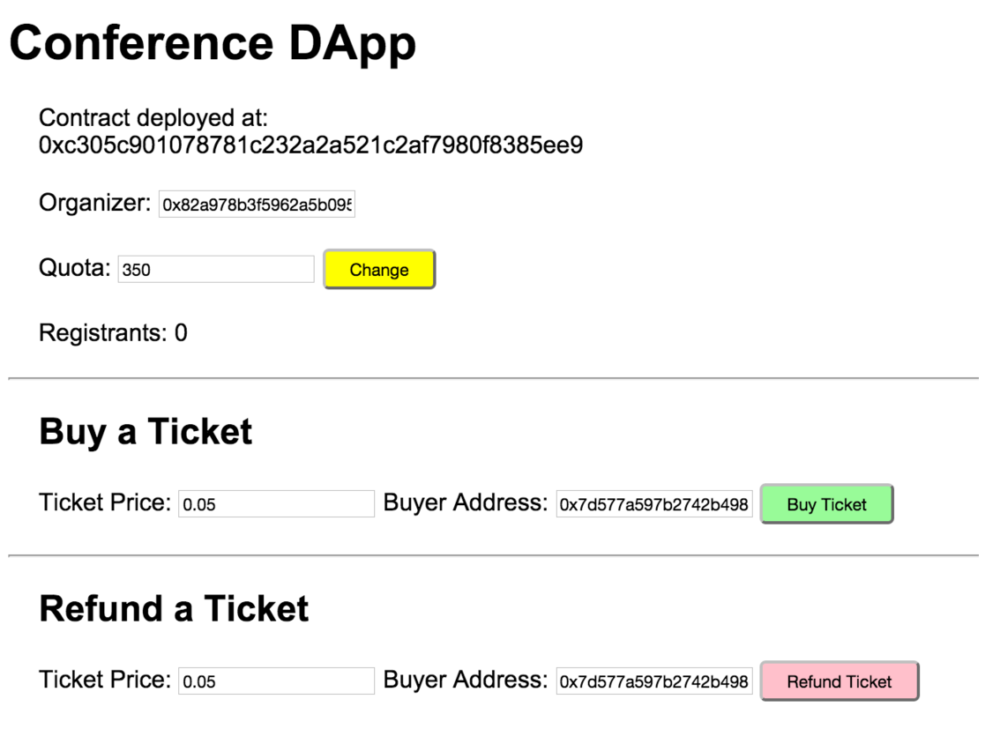 Conference DApp
Contract deployed at:
0xc305c901078781c232a2a521c2af7980f8385ee9
Organizer: 0x82a978b3f5962a5b095
Quota: 350 Change
Registrants: 0
Buy a Ticket
Ticket Price: 0.05 Buyer Address: 0x7d577a597b2742b498 Buy Ticket
Refund a Ticket
Ticket Price: 0.05 Buyer Address: 0x7d577a597b2742b498 Refund Ticket